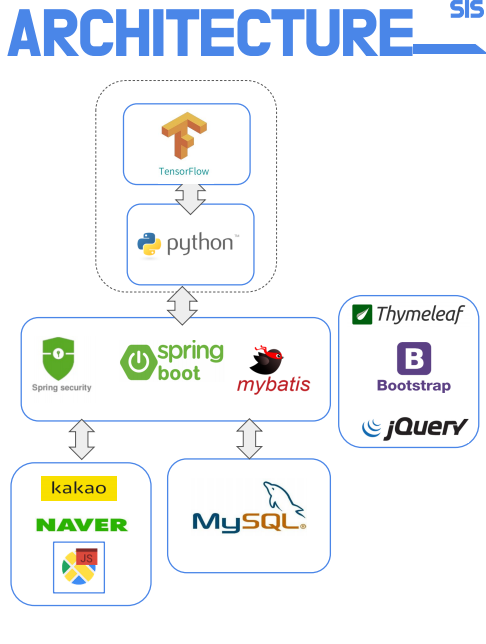 SIS
ARCHITECTURE
TensorFlow
python™
Thymeleaf
Spring security
spring
boot
mybatis
B
Bootstrap
jQuery
kakao
NAVER
JS
MySQL®